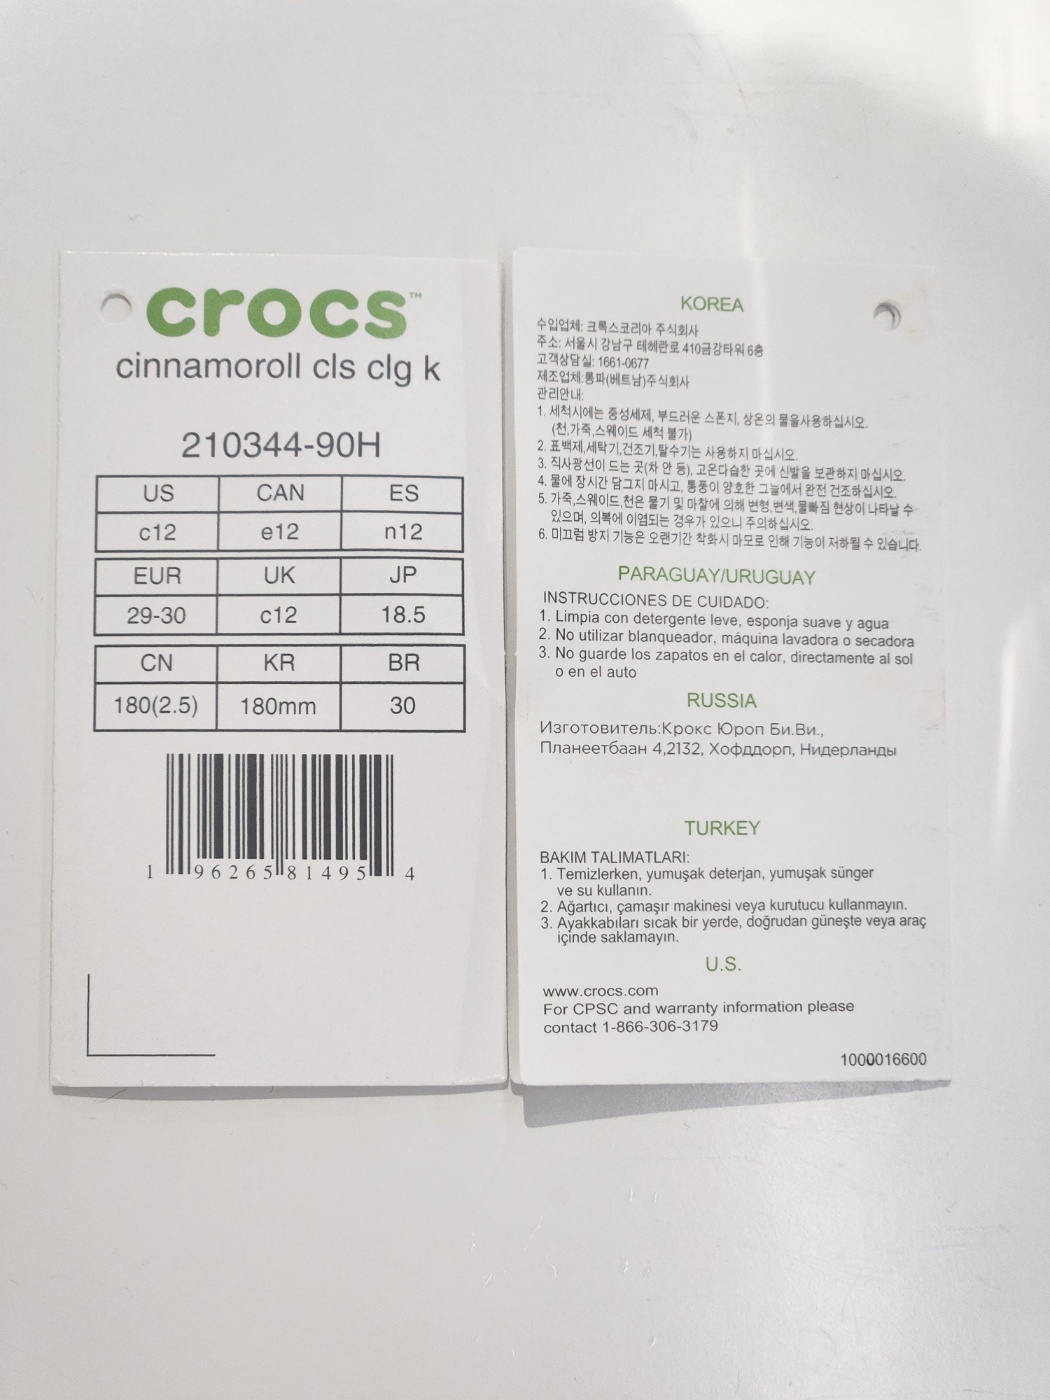 crocs™
cinnamoroll cls clg k
210344-90H
US CAN ES
c12 e12 n12
EUR UK JP
29-30 c12 18.5
CN KR BR
180(2.5) 180mm 30
1 96265 81495 4
KOREA
수입업체: 크록스코리아 주식회사
주소: 서울시 강남구 테헤란로 410금강타워 6층
고객상담실: 1661-0677
제조업체:롱파(베트남)주식회사
관리안내:
1. 세척시에는 중성세제, 부드러운 스폰지, 상온의 물을사용하십시오.
(천,가죽,스웨이드 세척 불가)
2. 표백제,세탁기,건조기,탈수기는 사용하지 마십시오.
3. 직사광선이 드는 곳(차 안 등), 고온다습한 곳에 신발을 보관하지 마십시오.
4. 물에 장시간 담그지 마시고, 통풍이 양호한 그늘에서 완전 건조하십시오.
5. 가죽,스웨이드,천은 물기 및 마찰에 의해 변형,변색,물빠짐 현상이 나타날 수
있으며, 의복에 이염되는 경우가 있으니 주의하십시오.
6. 미끄럼 방지 기능은 오랜기간 착화시 마모로 인해 기능이 저하될 수 있습니다.
PARAGUAY/URUGUAY
INSTRUCCIONES DE CUIDADO:
1. Limpia con detergente leve, esponja suave y agua
2. No utilizar blanqueador, máquina lavadora o secadora
3. No guarde los zapatos en el calor, directamente al sol
o en el auto
RUSSIA
Изготовитель:Крокс Юроп Би.Ви.,
Планеетбаан 4,2132, Хофддорп, Нидерланды
TURKEY
BAKIM TALIMATLARI:
1. Temizlerken, yumuşak deterjan, yumuşak sünger
ve su kullanın.
2. Ağartıcı, çamaşır makinesi veya kurutucu kullanmayın.
3. Ayakkabıları sıcak bir yerde, doğrudan güneşte veya araç
içinde saklamayın.
U.S.
www.crocs.com
For CPSC and warranty information please
contact 1-866-306-3179
1000016600